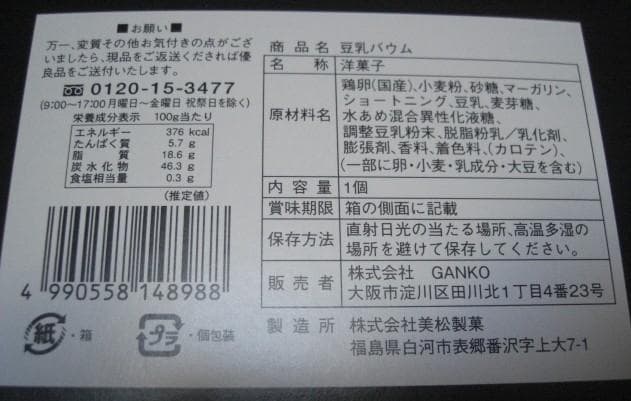 ■お願い■
万一、変質その他お気付きの点がござ
いましたら、現品をご返送くだされば優
良品をご送付いたします。
0120-15-3477
(9:00〜17:00 月曜日〜金曜日 祝祭日を除く)
栄養成分表示 100g当たり
エネルギー 376 kcal
たんぱく質 5.7 g
脂質 18.6 g
炭水化物 46.3 g
食塩相当量 0.3 g
(推定値)
4 990558 148988
紙 ・箱
プラ ・個包装
商品名 豆乳バウム
名称 洋菓子
原材料名 鶏卵(国産)、小麦粉、砂糖、マーガリン、
ショートニング、豆乳、麦芽糖、
水あめ混合異性化液糖、
調整豆乳粉末、脱脂粉乳／乳化剤、
膨張剤、香料、着色料、(カロテン)、
(一部に卵・小麦・乳成分・大豆を含む)
内容量 1個
賞味期限 箱の側面に記載
保存方法 直射日光の当たる場所、高温多湿の
場所を避けて保存してください。
販売者 株式会社 GANKO
大阪市淀川区田川北1丁目4番23号
製造所 株式会社美松製菓
福島県白河市表郷番沢字上大7-1